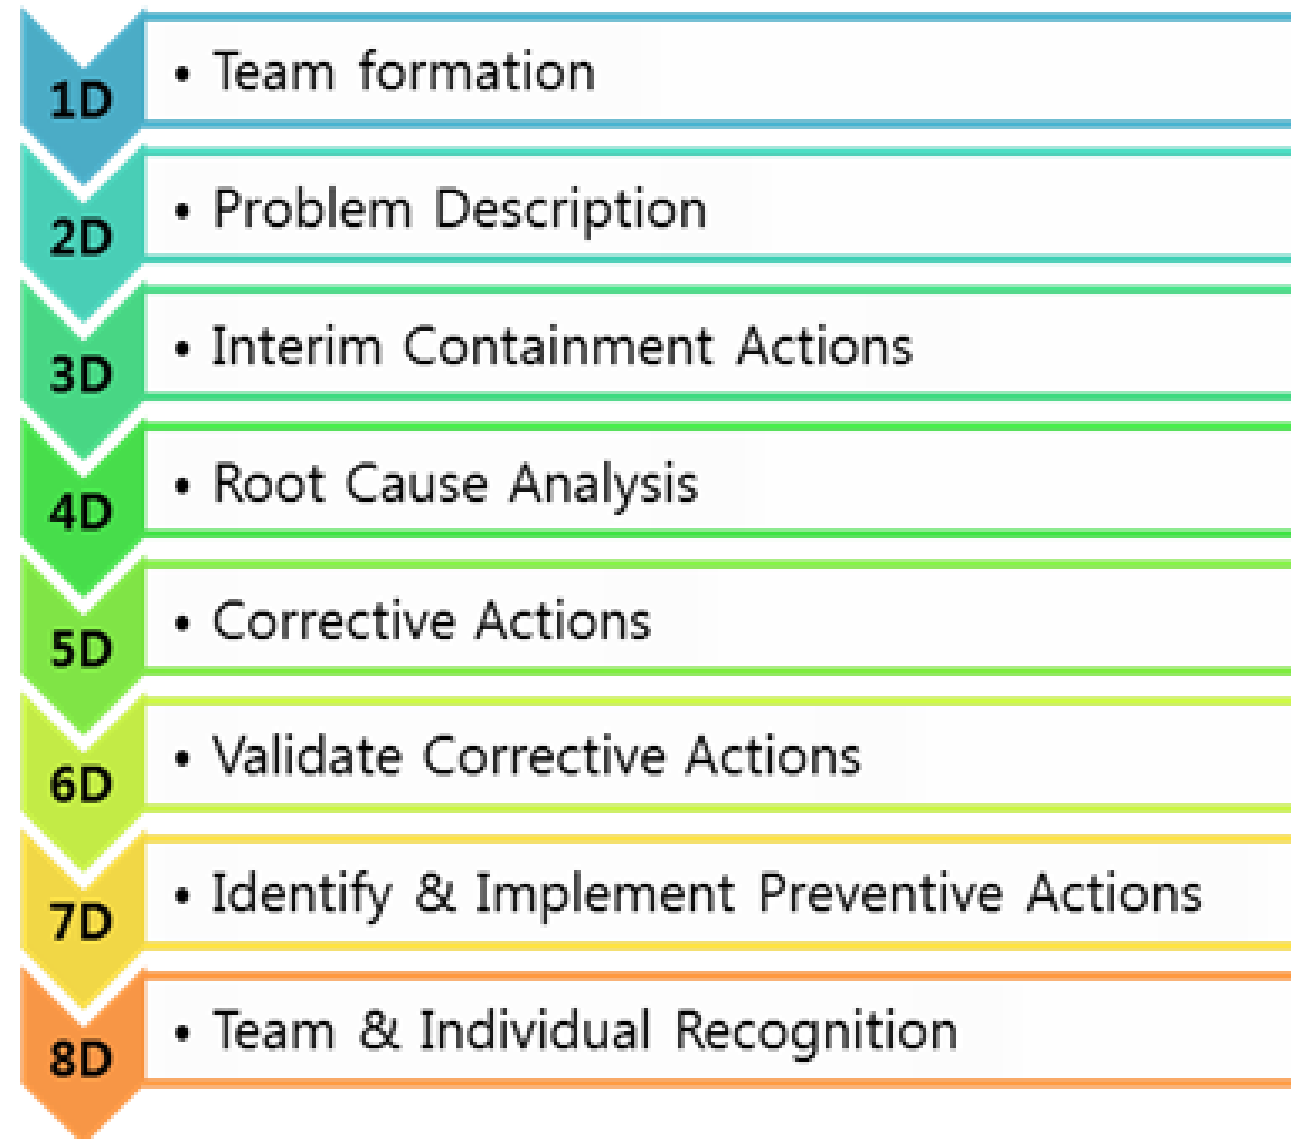 1D • Team formation
2D • Problem Description
3D • Interim Containment Actions
4D • Root Cause Analysis
5D • Corrective Actions
6D • Validate Corrective Actions
7D • Identify & Implement Preventive Actions
8D • Team & Individual Recognition